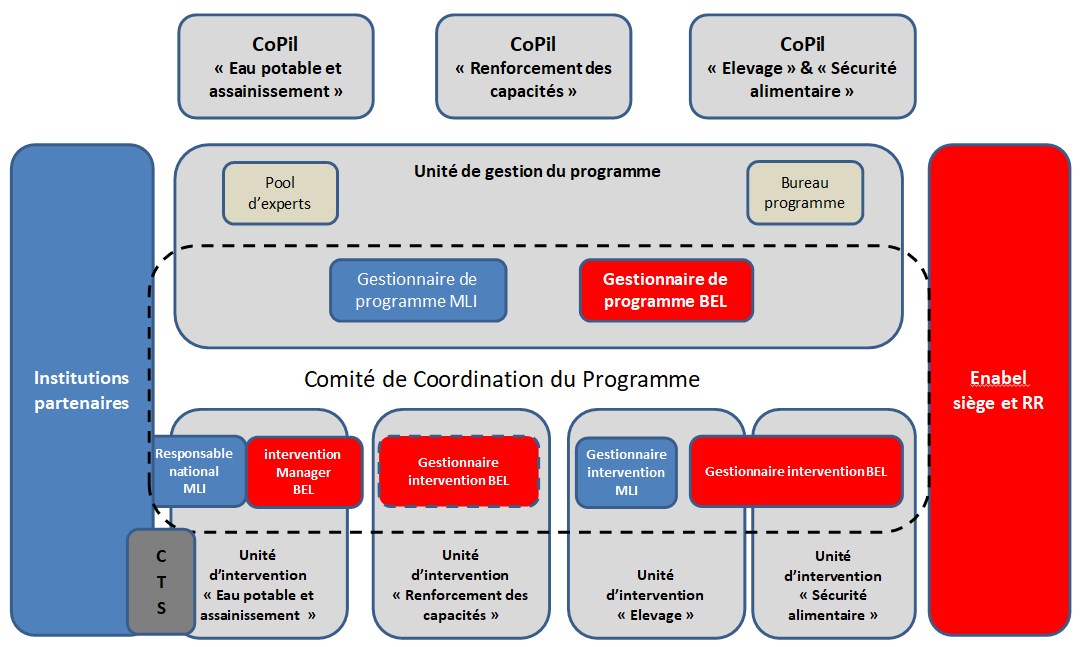 CoPil
« Eau potable et
assainissement »
CoPil
« Renforcement des
capacités »
CoPil
« Elevage » & « Sécurité
alimentaire »
Unité de gestion du programme
Pool
d’experts
Bureau
programme
Gestionnaire de
programme MLI
Gestionnaire de
programme BEL
Institutions
partenaires
Comité de Coordination du Programme
Enabel
siège et RR
Responsable
national
MLI
intervention
Manager
BEL
Gestionnaire
intervention BEL
Gestionnaire
intervention
MLI
Gestionnaire intervention BEL
C
T
S
Unité
d’intervention
« Eau potable et
assainissement »
Unité
d’intervention
« Renforcement des
capacités »
Unité
d’intervention
« Elevage »
Unité
d’intervention
« Sécurité
alimentaire »